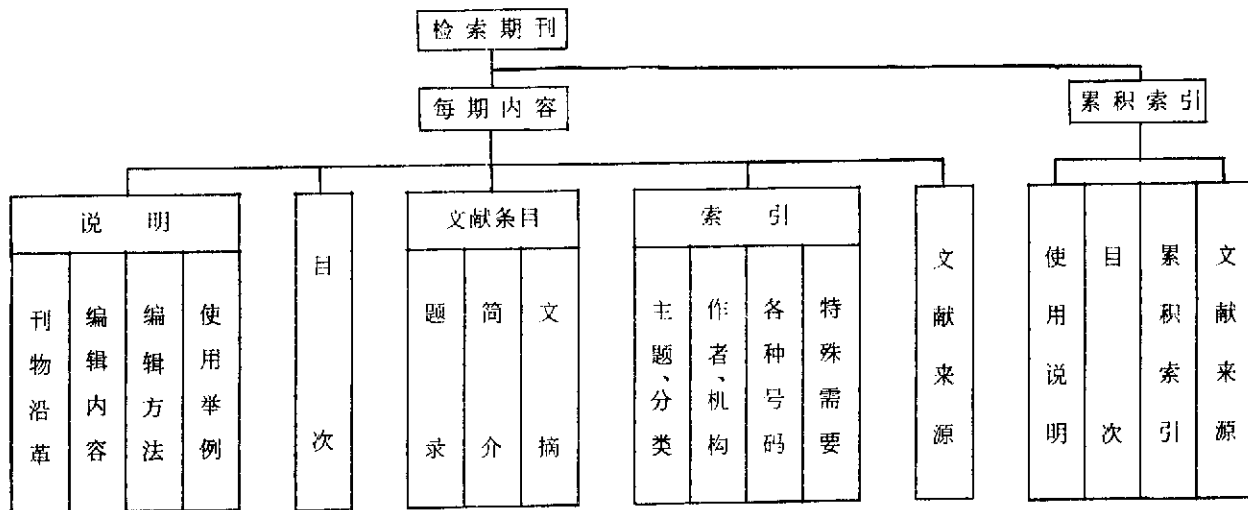 检索期刊
每期内容
累积索引
说明
刊物沿革
编辑内容
编辑方法
使用举例
目次
文献条目
题录
简介
文摘
索引
主题、分类
作者、机构
各种号码
特殊需要
文献来源
使用说明
目次
累积索引
文献来源